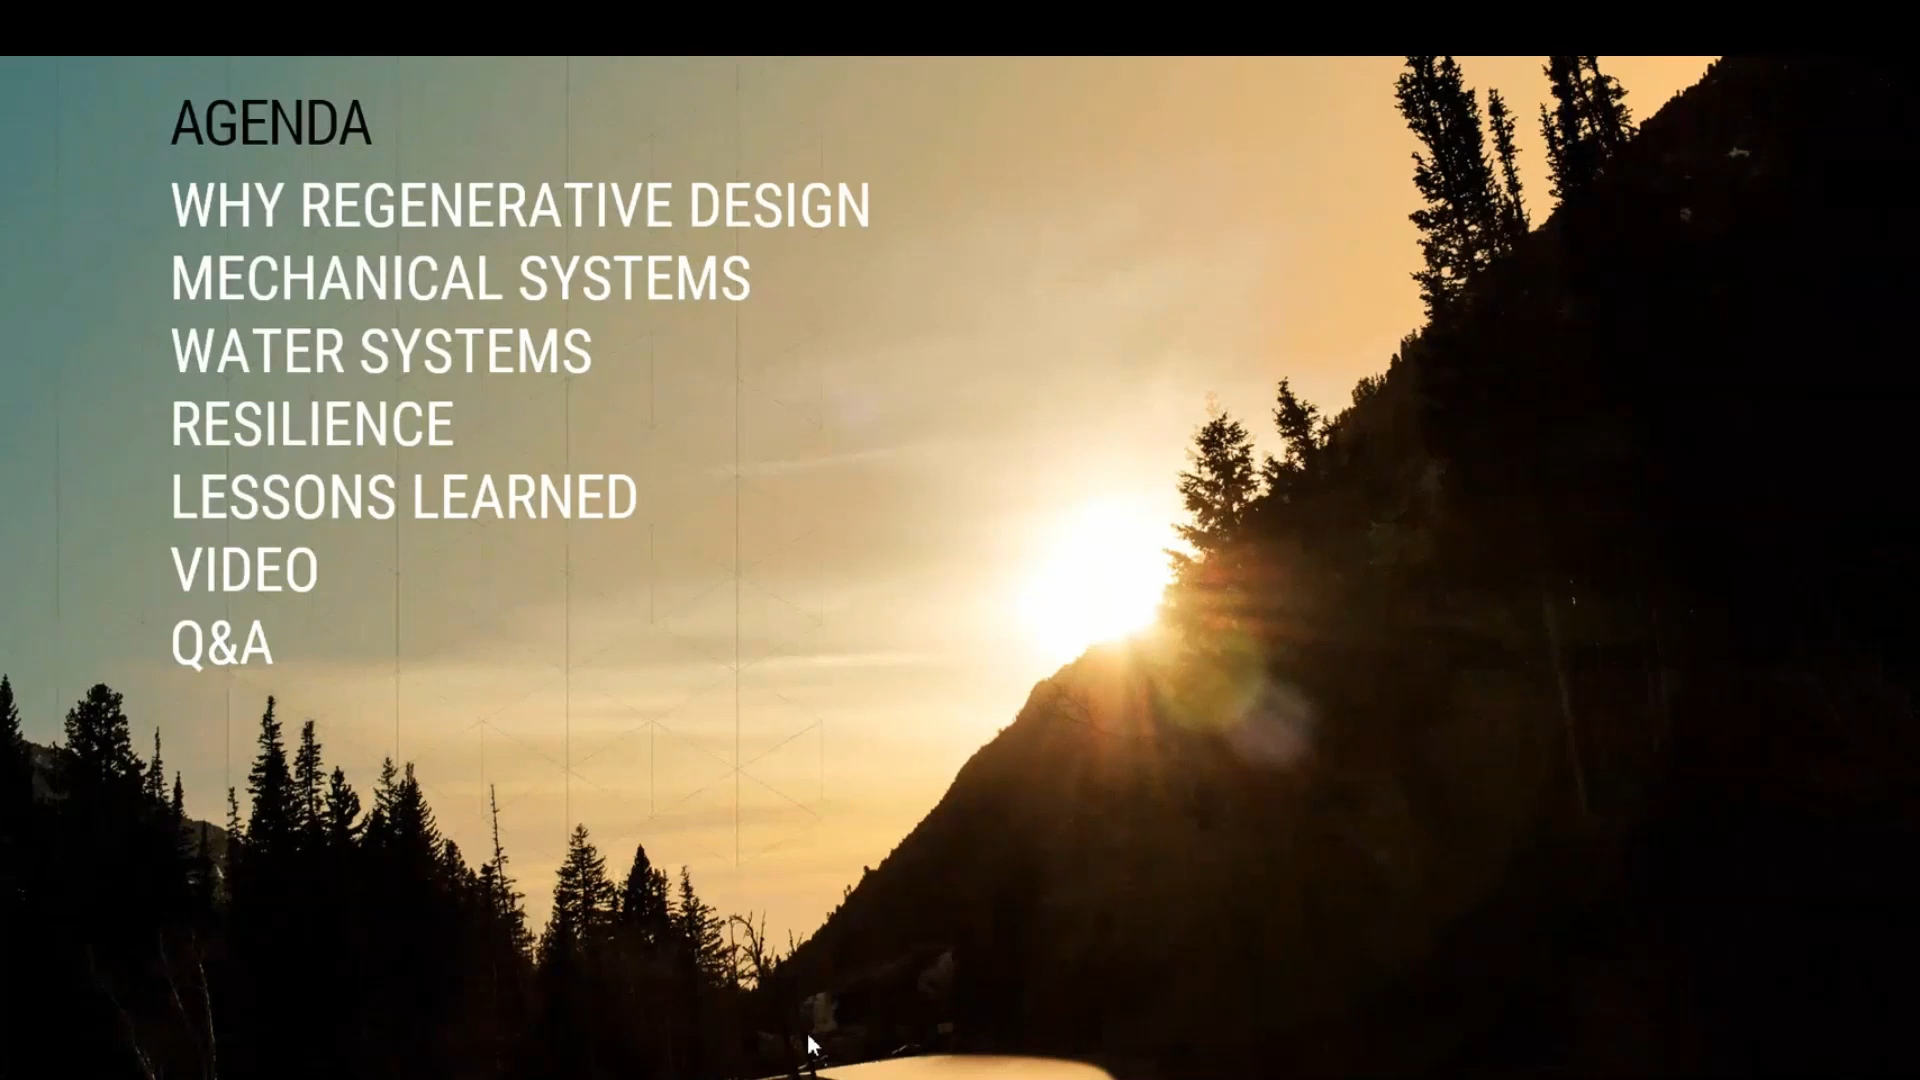 AGENDA
WHY REGENERATIVE DESIGN
MECHANICAL SYSTEMS
WATER SYSTEMS
RESILIENCE
LESSONS LEARNED
VIDEO
Q&A